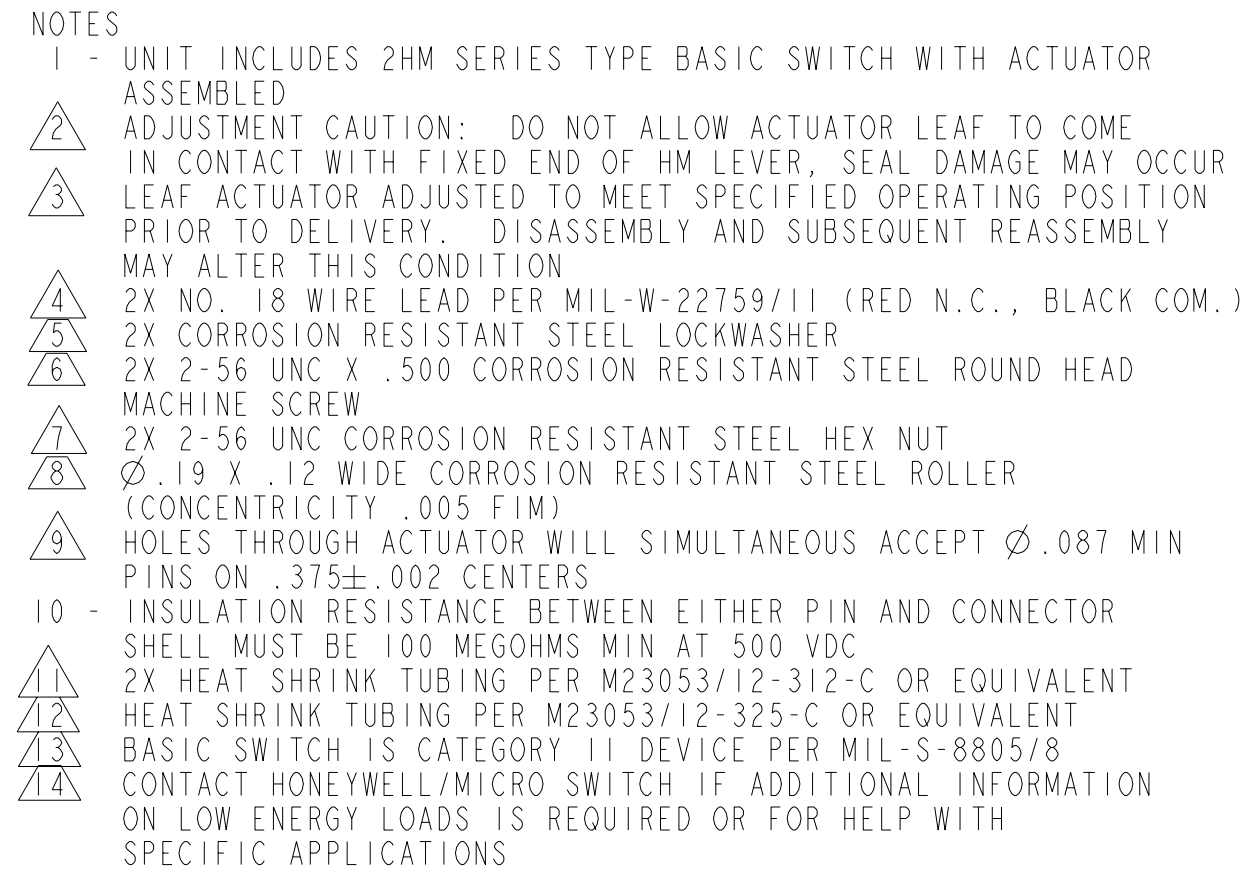 NOTES
1 - UNIT INCLUDES 2HM SERIES TYPE BASIC SWITCH WITH ACTUATOR
ASSEMBLED
2 ADJUSTMENT CAUTION: DO NOT ALLOW ACTUATOR LEAF TO COME
IN CONTACT WITH FIXED END OF HM LEVER, SEAL DAMAGE MAY OCCUR
3 LEAF ACTUATOR ADJUSTED TO MEET SPECIFIED OPERATING POSITION
PRIOR TO DELIVERY. DISASSEMBLY AND SUBSEQUENT REASSEMBLY
MAY ALTER THIS CONDITION
4 2X NO. 18 WIRE LEAD PER MIL-W-22759/11 (RED N.C., BLACK COM.)
5 2X CORROSION RESISTANT STEEL LOCKWASHER
6 2X 2-56 UNC X .500 CORROSION RESISTANT STEEL ROUND HEAD
MACHINE SCREW
7 2X 2-56 UNC CORROSION RESISTANT STEEL HEX NUT
8 Ø.19 X .12 WIDE CORROSION RESISTANT STEEL ROLLER
(CONCENTRICITY .005 FIM)
9 HOLES THROUGH ACTUATOR WILL SIMULTANEOUS ACCEPT Ø.087 MIN
PINS ON .375±.002 CENTERS
10 - INSULATION RESISTANCE BETWEEN EITHER PIN AND CONNECTOR
SHELL MUST BE 100 MEGOHMS MIN AT 500 VDC
11 2X HEAT SHRINK TUBING PER M23053/12-312-C OR EQUIVALENT
12 HEAT SHRINK TUBING PER M23053/12-325-C OR EQUIVALENT
13 BASIC SWITCH IS CATEGORY II DEVICE PER MIL-S-8805/8
14 CONTACT HONEYWELL/MICRO SWITCH IF ADDITIONAL INFORMATION
ON LOW ENERGY LOADS IS REQUIRED OR FOR HELP WITH
SPECIFIC APPLICATIONS